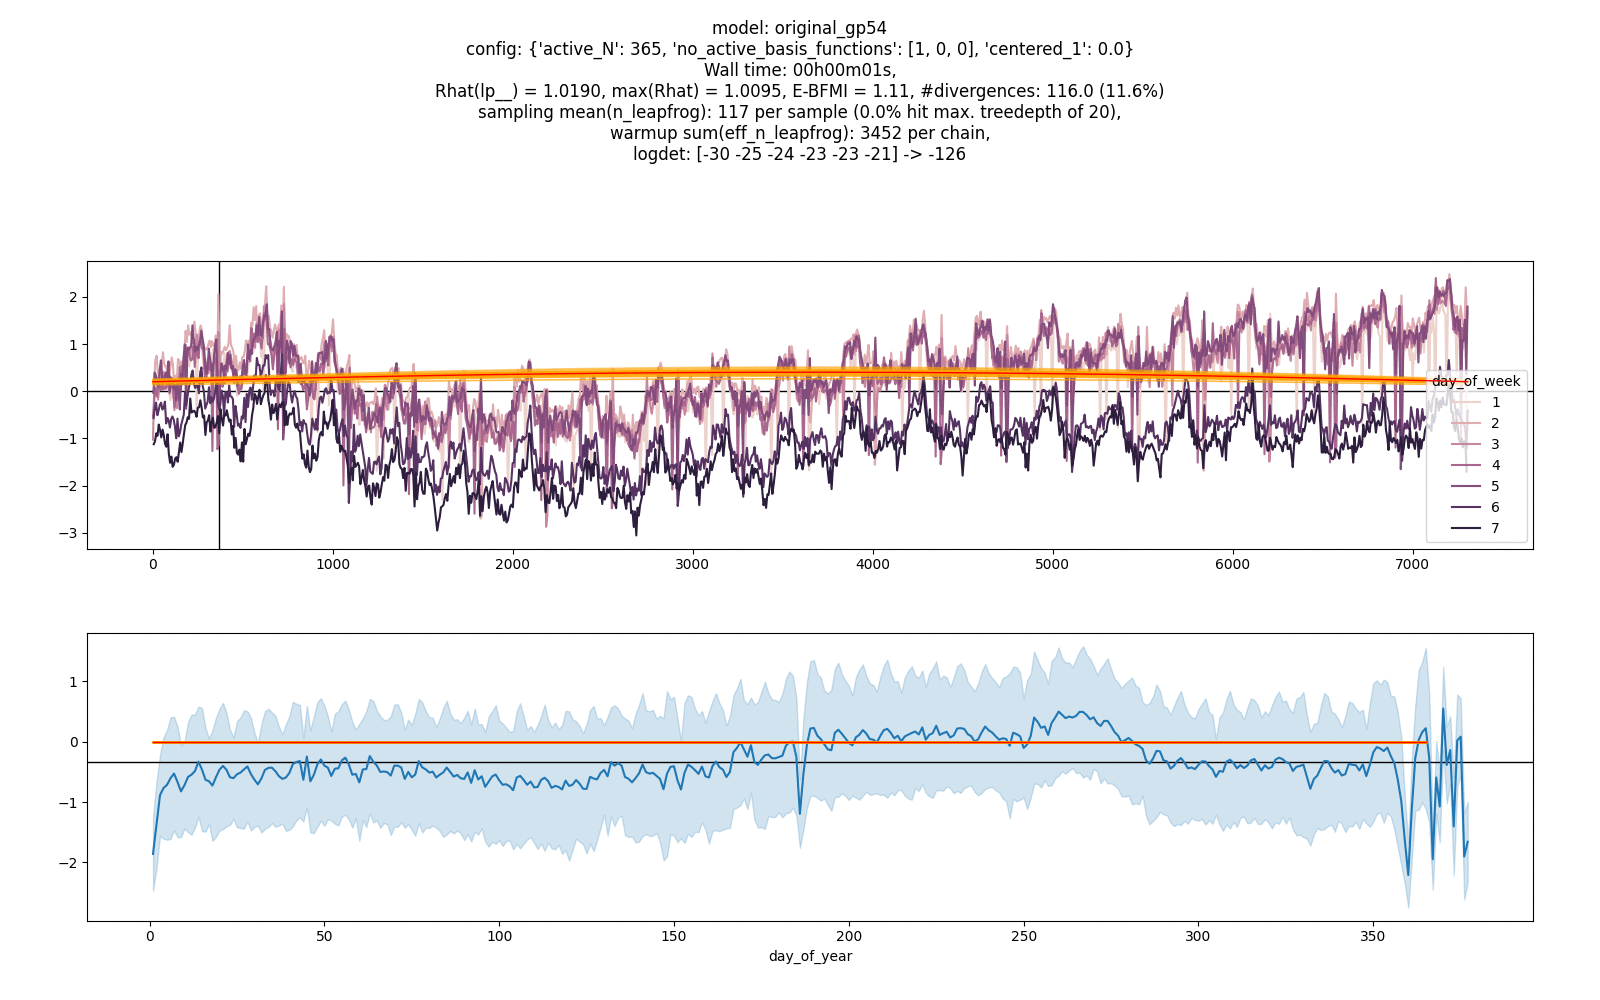 model: original_gp54
config: {'active_N': 365, 'no_active_basis_functions': [1, 0, 0], 'centered_1': 0.0}
Wall time: 00h00m01s,
Rhat(lp__) = 1.0190, max(Rhat) = 1.0095, E-BFMI = 1.11, #divergences: 116.0 (11.6%)
sampling mean(n_leapfrog): 117 per sample (0.0% hit max. treedepth of 20),
warmup sum(eff_n_leapfrog): 3452 per chain,
logdet: [-30 -25 -24 -23 -23 -21] -> -126
2
1
0
−1
−2
−3
day_of_week
1
2
3
4
5
6
7
0 1000 2000 3000 4000 5000 6000 7000
1
0
−1
−2
0 50 100 150 200 250 300 350
day_of_year